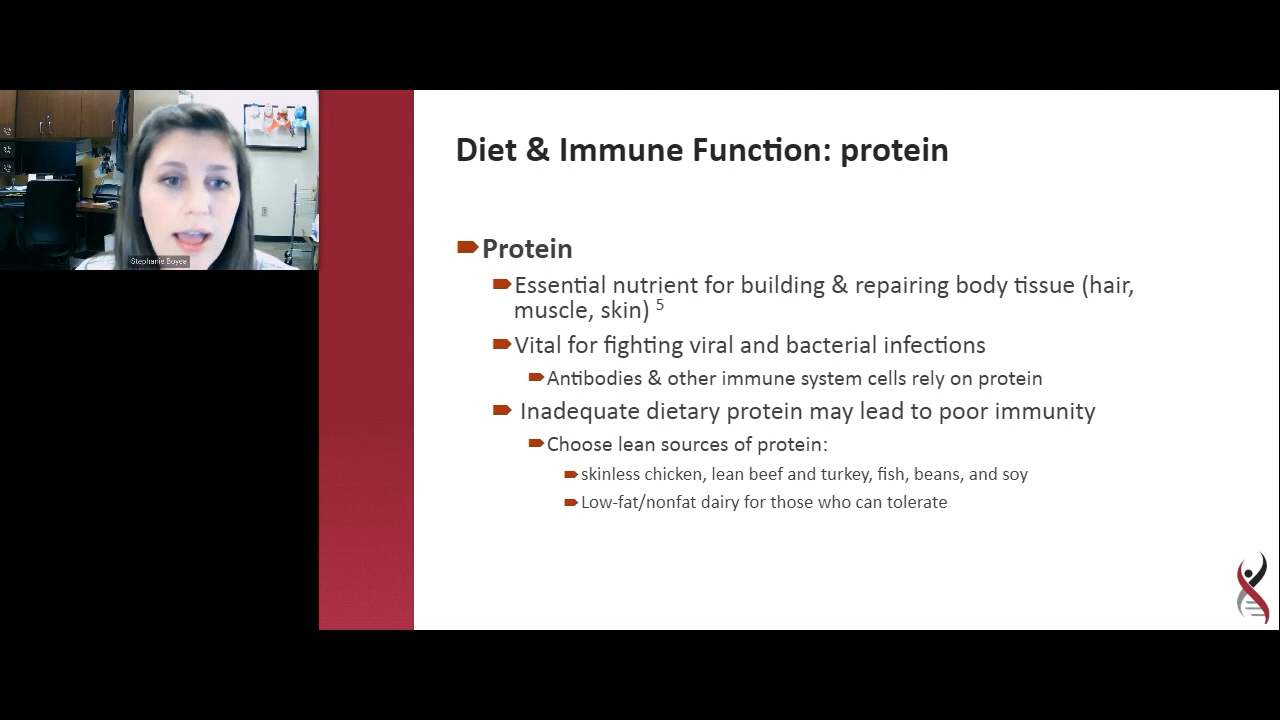 Diet & Immune Function: protein
Protein
Essential nutrient for building & repairing body tissue (hair,
muscle, skin) 5
Vital for fighting viral and bacterial infections
Antibodies & other immune system cells rely on protein
Inadequate dietary protein may lead to poor immunity
Choose lean sources of protein:
skinless chicken, lean beef and turkey, fish, beans, and soy
Low-fat/nonfat dairy for those who can tolerate
Stephanie Boyea